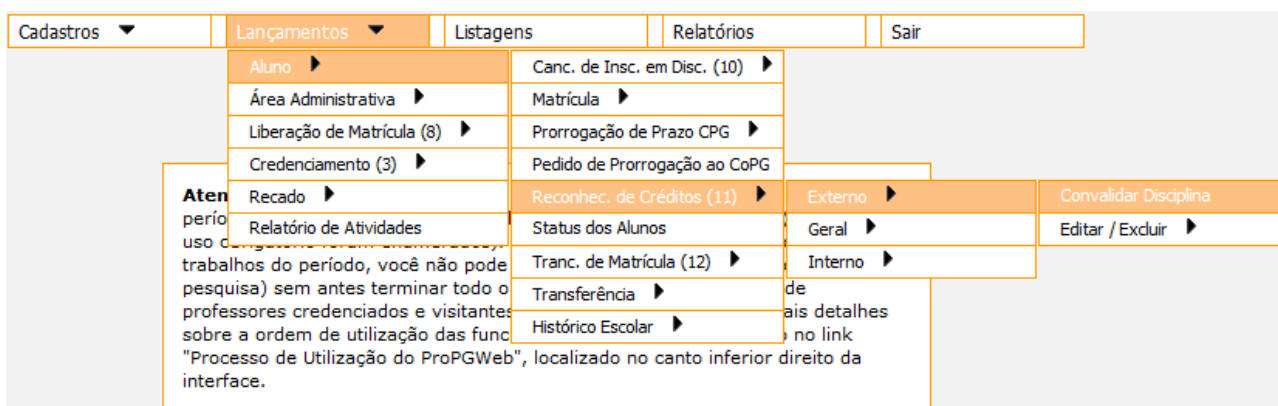 Cadastros
Lançamentos
Listagens
Relatórios
Sair
Aluno
Área Administrativa
Liberação de Matrícula (8)
Credenciamento (3)
Recado
Relatório de Atividades
Canc. de Insc. em Disc. (10)
Matrícula
Prorrogação de Prazo CPG
Pedido de Prorrogação ao CoPG
Reconhec. de Créditos (11)
Status dos Alunos
Tranc. de Matrícula (12)
Transferência
Histórico Escolar
Externo
Geral
Interno
Convalidar Disciplina
Editar / Excluir
Aten
perío
uso
trabalhos do período, você não pode
pesquisa) sem antes terminar todo o de
professores credenciados e visitantes ais detalhes
sobre a ordem de utilização das func no link
"Processo de Utilização do ProPGWeb", localizado no canto inferior direito da
interface.